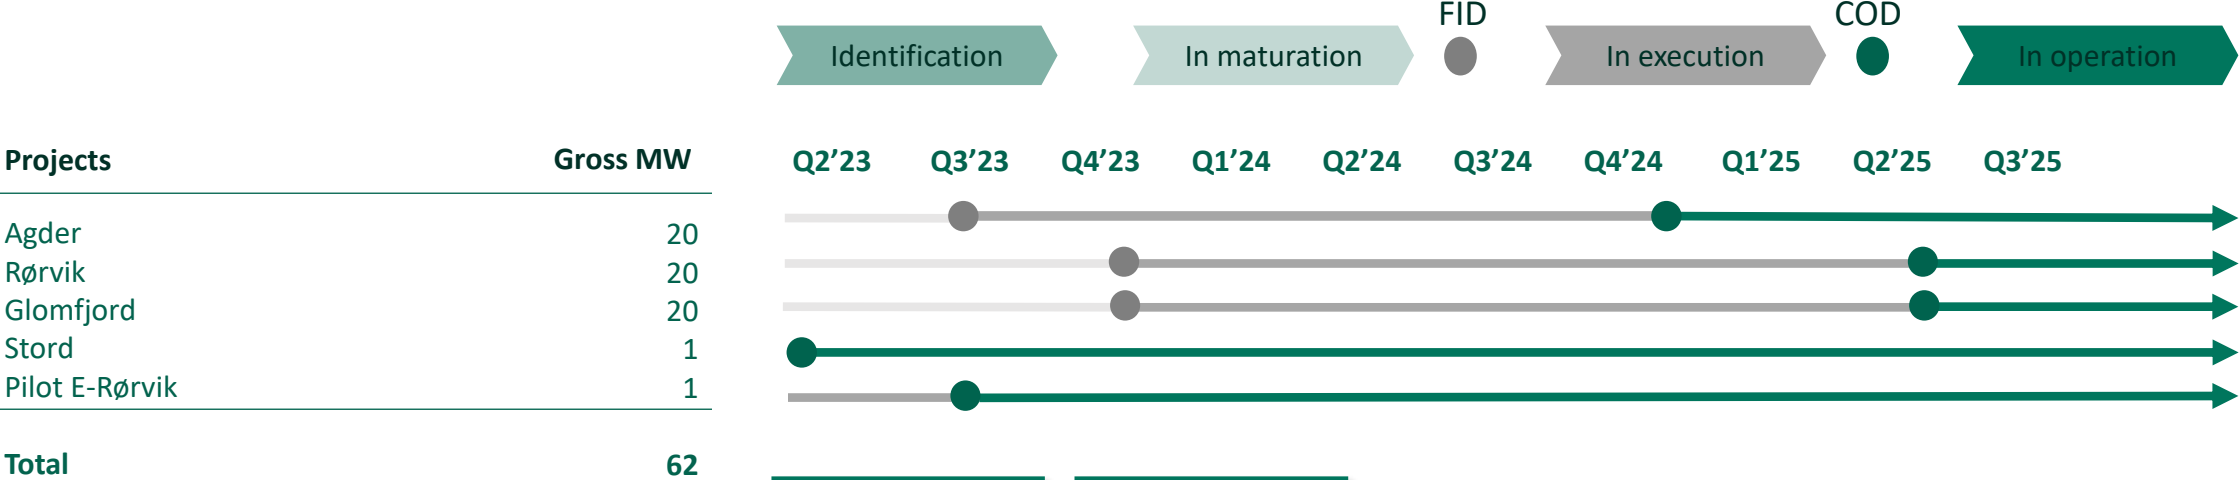 FID COD
Identification In maturation In execution In operation
Projects Gross MW Q2’23 Q3’23 Q4’23 Q1’24 Q2’24 Q3’24 Q4’24 Q1’25 Q2’25 Q3’25
Agder 20
Rørvik 20
Glomfjord 20
Stord 1
Pilot E-Rørvik 1
Total 62